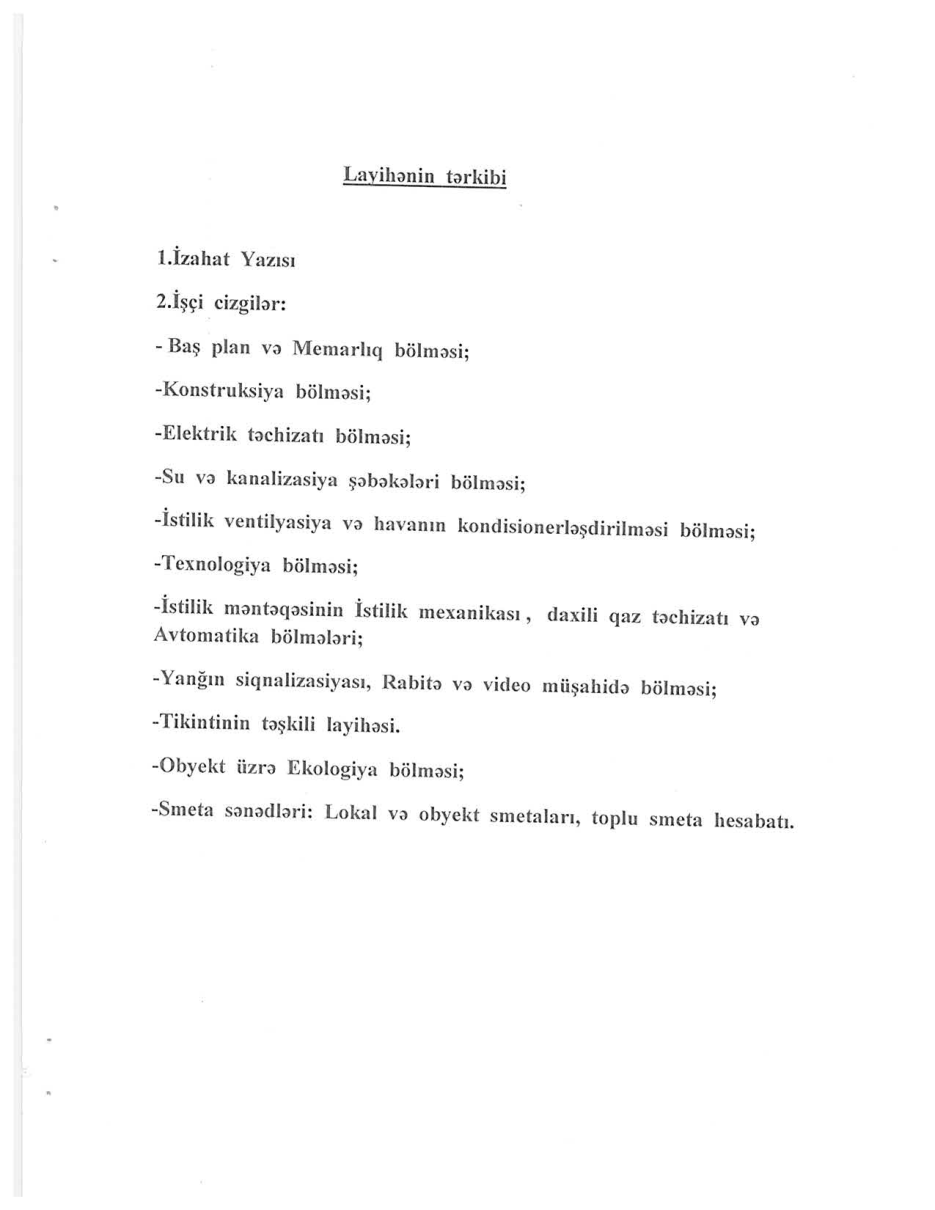 Layihənin tərkibi
1.İzahat Yazısı
2.İşçi cizgilər:
- Baş plan və Memarlıq bölməsi;
-Konstruksiya bölməsi;
-Elektrik təchizatı bölməsi;
-Su və kanalizasiya şəbəkələri bölməsi;
-İstilik ventilyasiya və havanın kondisionerləşdirilməsi bölməsi;
-Texnologiya bölməsi;
-İstilik məntəqəsinin İstilik mexanikası , daxili qaz təchizatı və
Avtomatika bölmələri;
-Yanğın siqnalizasiyası, Rabitə və video müşahidə bölməsi;
-Tikintinin təşkili layihəsi.
-Obyekt üzrə Ekologiya bölməsi;
-Smeta sənədləri: Lokal və obyekt smetaları, toplu smeta hesabatı.